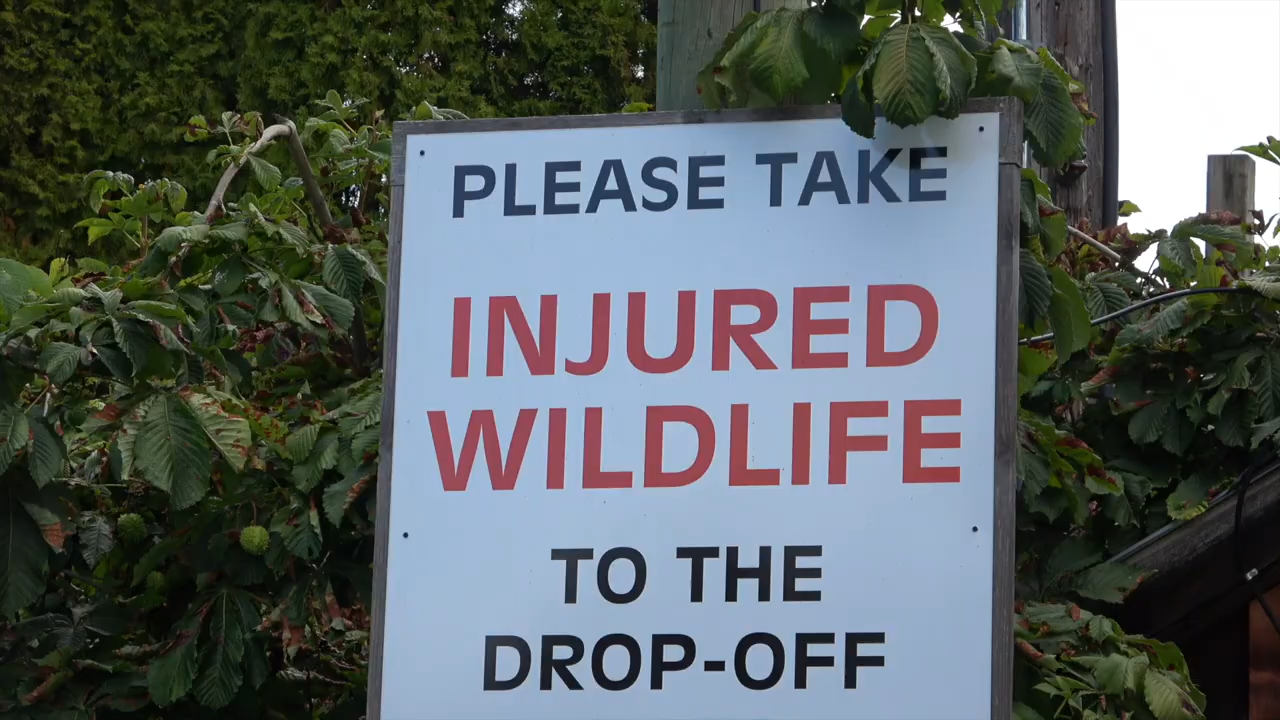 PLEASE TAKE
INJURED
WILDLIFE
TO THE
DROP-OFF